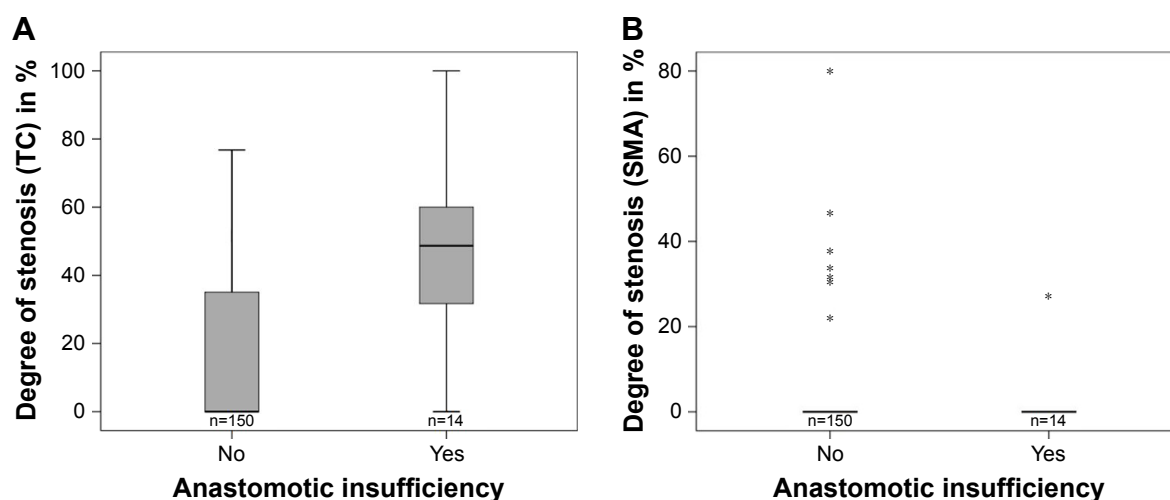 A
Degree of stenosis (TC) in %
100
80
60
40
20
0
n=150
n=14
No
Yes
Anastomotic insufficiency
B
Degree of stenosis (SMA) in %
80
60
40
20
0
n=150
n=14
No
Yes
Anastomotic insufficiency